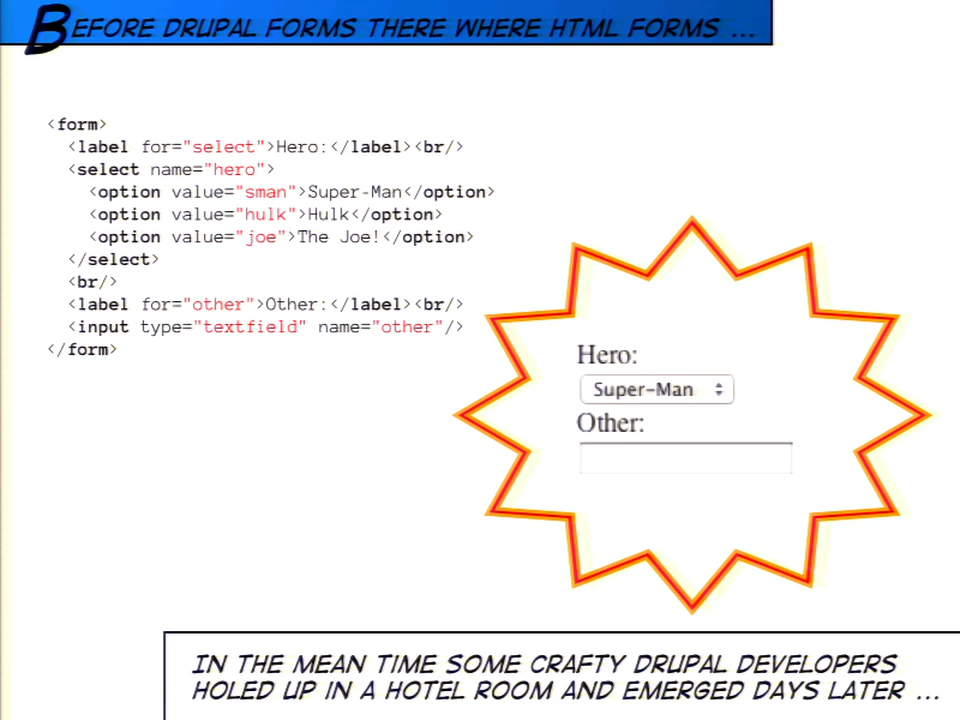 BEFORE DRUPAL FORMS THERE WHERE HTML FORMS ...
<form>
<label for="select">Hero:</label><br/>
<select name="hero">
<option value="sman">Super-Man</option>
<option value="hulk">Hulk</option>
<option value="joe">The Joe!</option>
</select>
<br/>
<label for="other">Other:</label><br/>
<input type="textfield" name="other"/>
</form>
Hero:
Super-Man
Other:
IN THE MEAN TIME SOME CRAFTY DRUPAL DEVELOPERS
HOLED UP IN A HOTEL ROOM AND EMERGED DAYS LATER ...